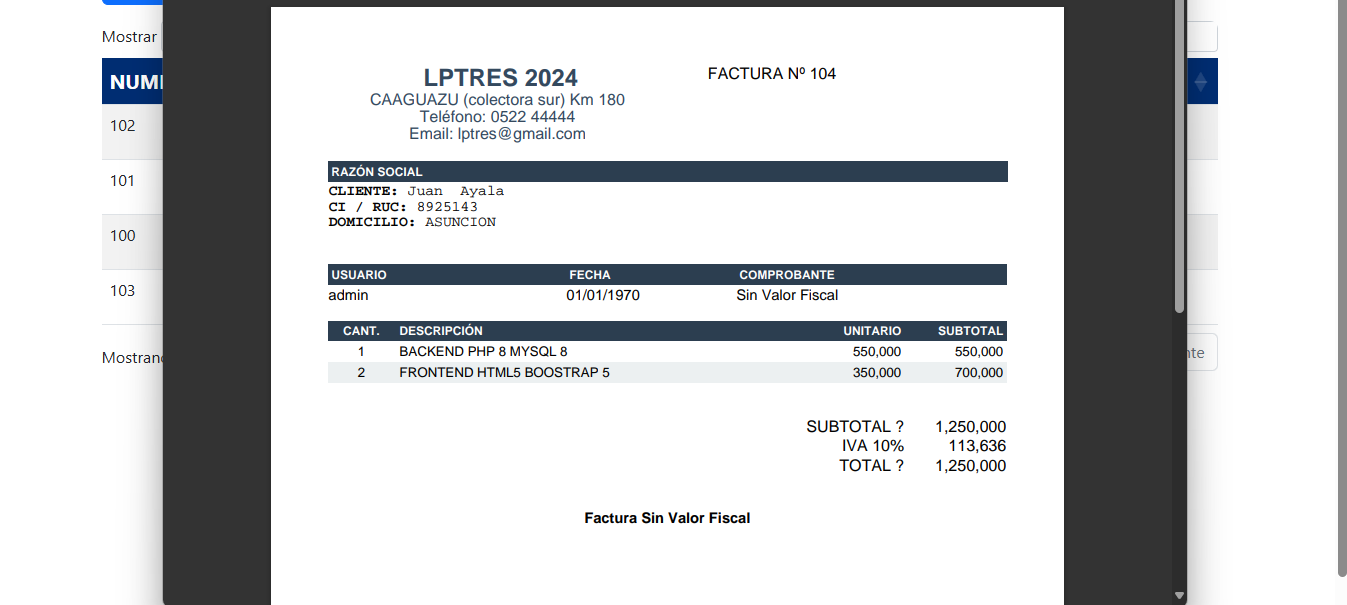 Mostrar
NUM
102
101
100
103
Mostran
nte
LPTRES 2024
CAAGUAZU (colectora sur) Km 180
Teléfono: 0522 44444
Email: lptres@gmail.com
FACTURA Nº 104
RAZÓN SOCIAL
CLIENTE: Juan  Ayala
CI / RUC: 8925143
DOMICILIO: ASUNCION
USUARIO FECHA COMPROBANTE
admin 01/01/1970 Sin Valor Fiscal
CANT. DESCRIPCIÓN UNITARIO SUBTOTAL
1 BACKEND PHP 8 MYSQL 8 550,000 550,000
2 FRONTEND HTML5 BOOSTRAP 5 350,000 700,000
SUBTOTAL ? 1,250,000
IVA 10% 113,636
TOTAL ? 1,250,000
Factura Sin Valor Fiscal